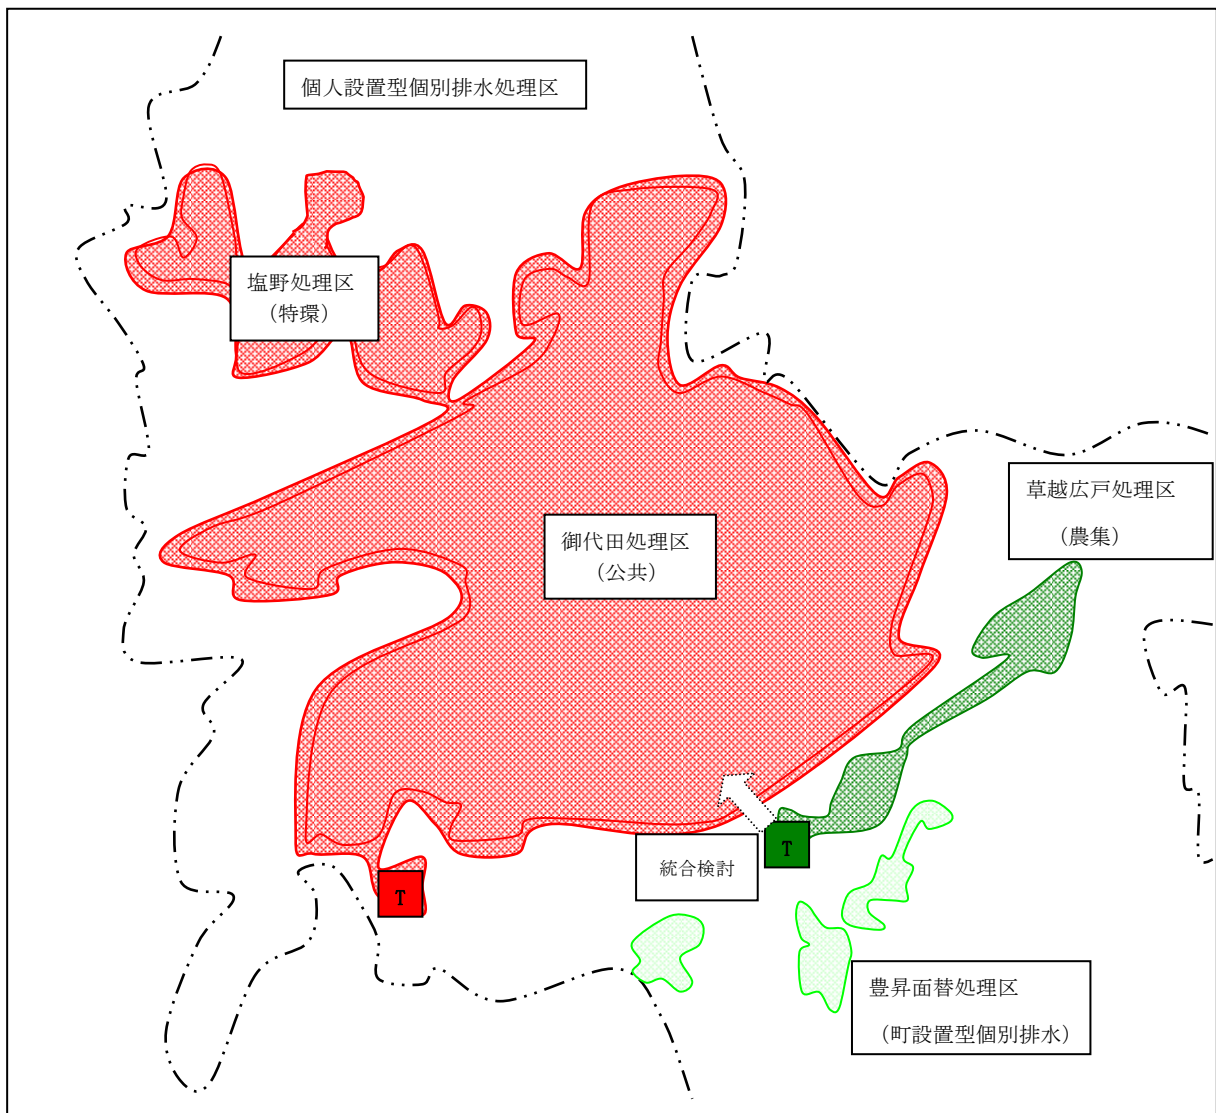 個人設置型個別排水処理区
塩野処理区
（特環）
草越広戸処理区
（農集）
御代田処理区
（公共）
T
統合検討
T
豊昇面替処理区
（町設置型個別排水）